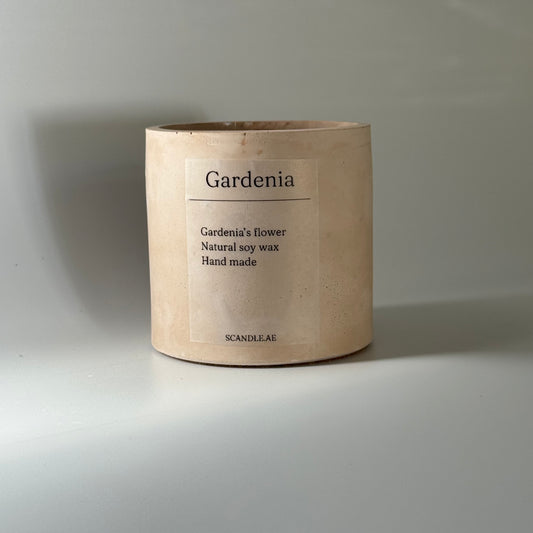 Gardenia
Gardenia's flower
Natural soy wax
Hand made
SCANDLE.AE